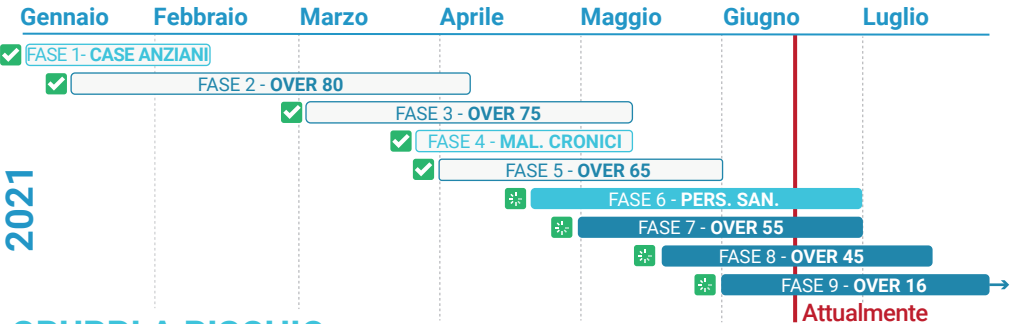 Gennaio Febbraio Marzo Aprile Maggio Giugno Luglio
FASE 1- CASE ANZIANI
FASE 2 - OVER 80
FASE 3 - OVER 75
FASE 4 - MAL. CRONICI
FASE 5 - OVER 65
2021
FASE 6 - PERS. SAN.
FASE 7 - OVER 55
FASE 8 - OVER 45
FASE 9 - OVER 16
Attualmente